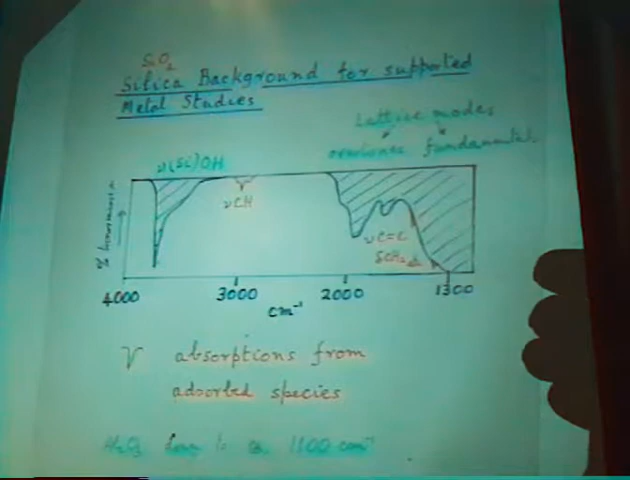 SiO₂
Silica Background for supported
Metal Studies
Lattice modes
overtones fundamental
ν(Si)OH
νCH
νC=C
δCH₂
% Transmission
4000 3000 2000 1300
cm⁻¹
γ absorptions from
adsorbed species
Al₂O₃ down to ca. 1100 cm⁻¹